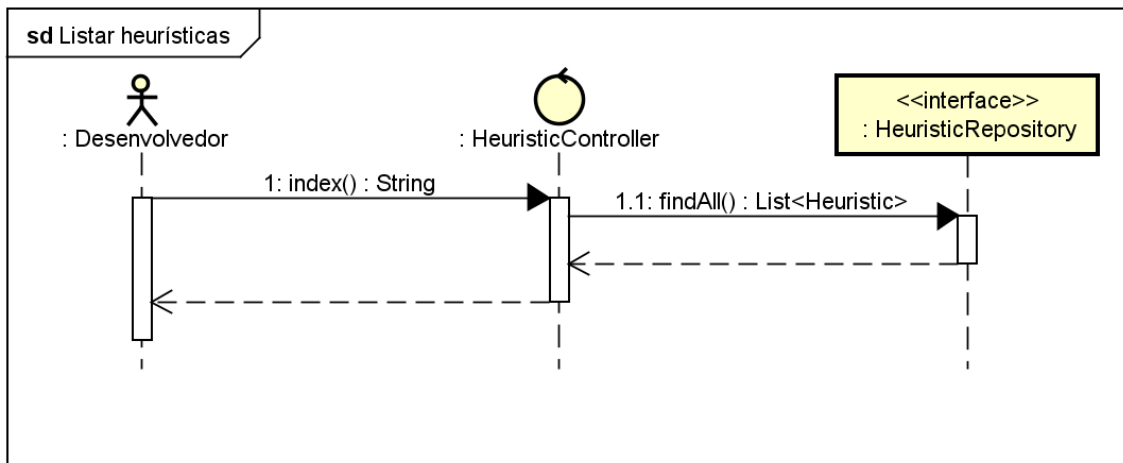 sd Listar heurísticas
: Desenvolvedor
: HeuristicController
<<interface>>
: HeuristicRepository
1: index() : String
1.1: findAll() : List<Heuristic>